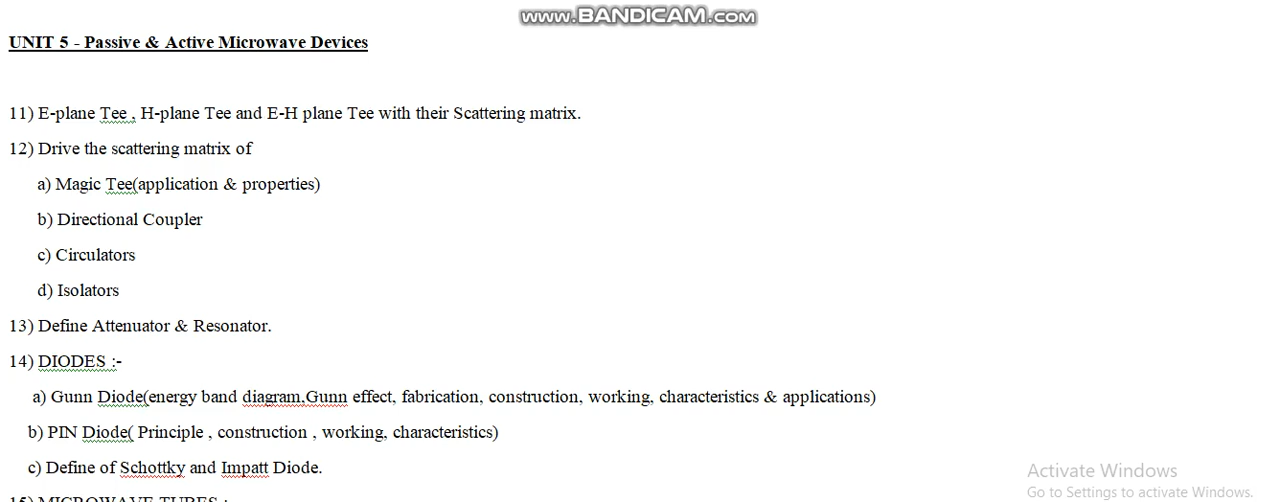 www.BANDICAM.com
UNIT 5 - Passive & Active Microwave Devices
11) E-plane Tee , H-plane Tee and E-H plane Tee with their Scattering matrix.
12) Drive the scattering matrix of
a) Magic Tee(application & properties)
b) Directional Coupler
c) Circulators
d) Isolators
13) Define Attenuator & Resonator.
14) DIODES :-
a) Gunn Diode(energy band diagram,Gunn effect, fabrication, construction, working, characteristics & applications)
b) PIN Diode( Principle , construction , working, characteristics)
c) Define of Schottky and Impatt Diode.
Activate Windows
Go to Settings to activate Windows.
15) MICROWAVE TUBES :